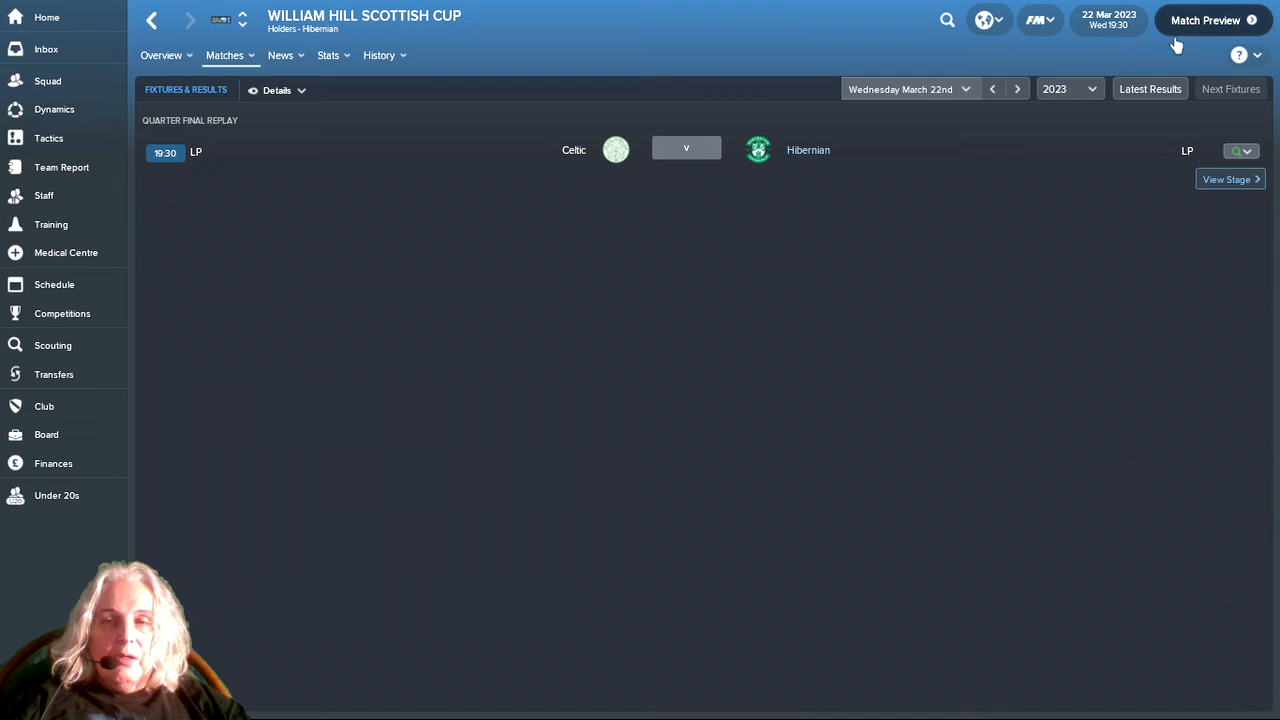 Home
Inbox
Squad
Dynamics
Tactics
Team Report
Staff
Training
Medical Centre
Schedule
Competitions
Scouting
Transfers
Club
Board
Finances
Under 20s
WILLIAM HILL SCOTTISH CUP
Holders - Hibernian
FM
22 Mar 2023
Wed 19:30
Match Preview
Overview
Matches
News
Stats
History
?
FIXTURES & RESULTS
Details
Wednesday March 22nd
2023
Latest Results
Next Fixtures
QUARTER FINAL REPLAY
19:30 LP Celtic v Hibernian LP
View Stage